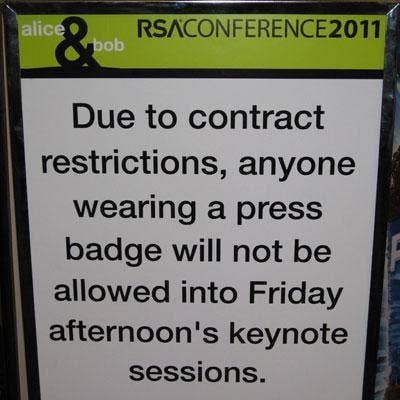 alice & bob
RSACONFERENCE2011
Due to contract
restrictions, anyone
wearing a press
badge will not be
allowed into Friday
afternoon's keynote
sessions.